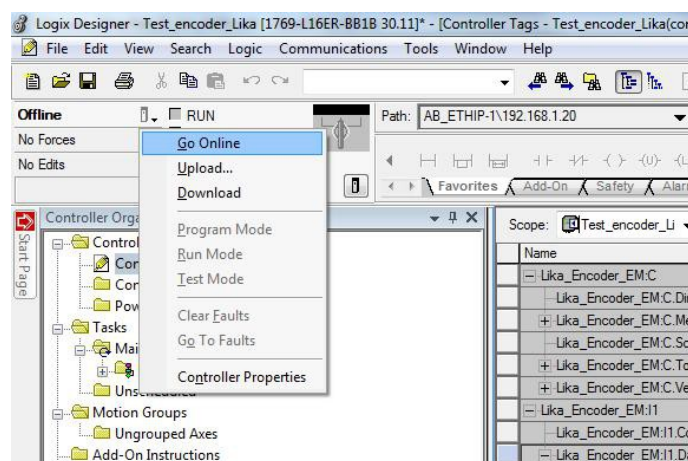 Logix Designer - Test_encoder_Lika [1769-L16ER-BB1B 30.11]* - [Controller Tags - Test_encoder_Lika(con
File Edit View Search Logic Communications Tools Window Help
Offline RUN Path: AB_ETHIP-1\192.168.1.20
No Forces
No Edits
Go Online
Upload...
Download
Program Mode
Run Mode
Test Mode
Clear Faults
Go To Faults
Controller Properties
Favorites Add-On Safety Alarm
Start Page
Controller Orga
Control
Con
Con
Pow
Tasks
Mai
Unscheduled
Motion Groups
Ungrouped Axes
Add-On Instructions
Scope: Test_encoder_Li
Name
Lika_Encoder_EM:C
Lika_Encoder_EM:C.Di
Lika_Encoder_EM:C.Me
Lika_Encoder_EM:C.Sc
Lika_Encoder_EM:C.To
Lika_Encoder_EM:C.Ve
Lika_Encoder_EM:I1
Lika_Encoder_EM:I1.Co
Lika_Encoder_EM:I1.Da